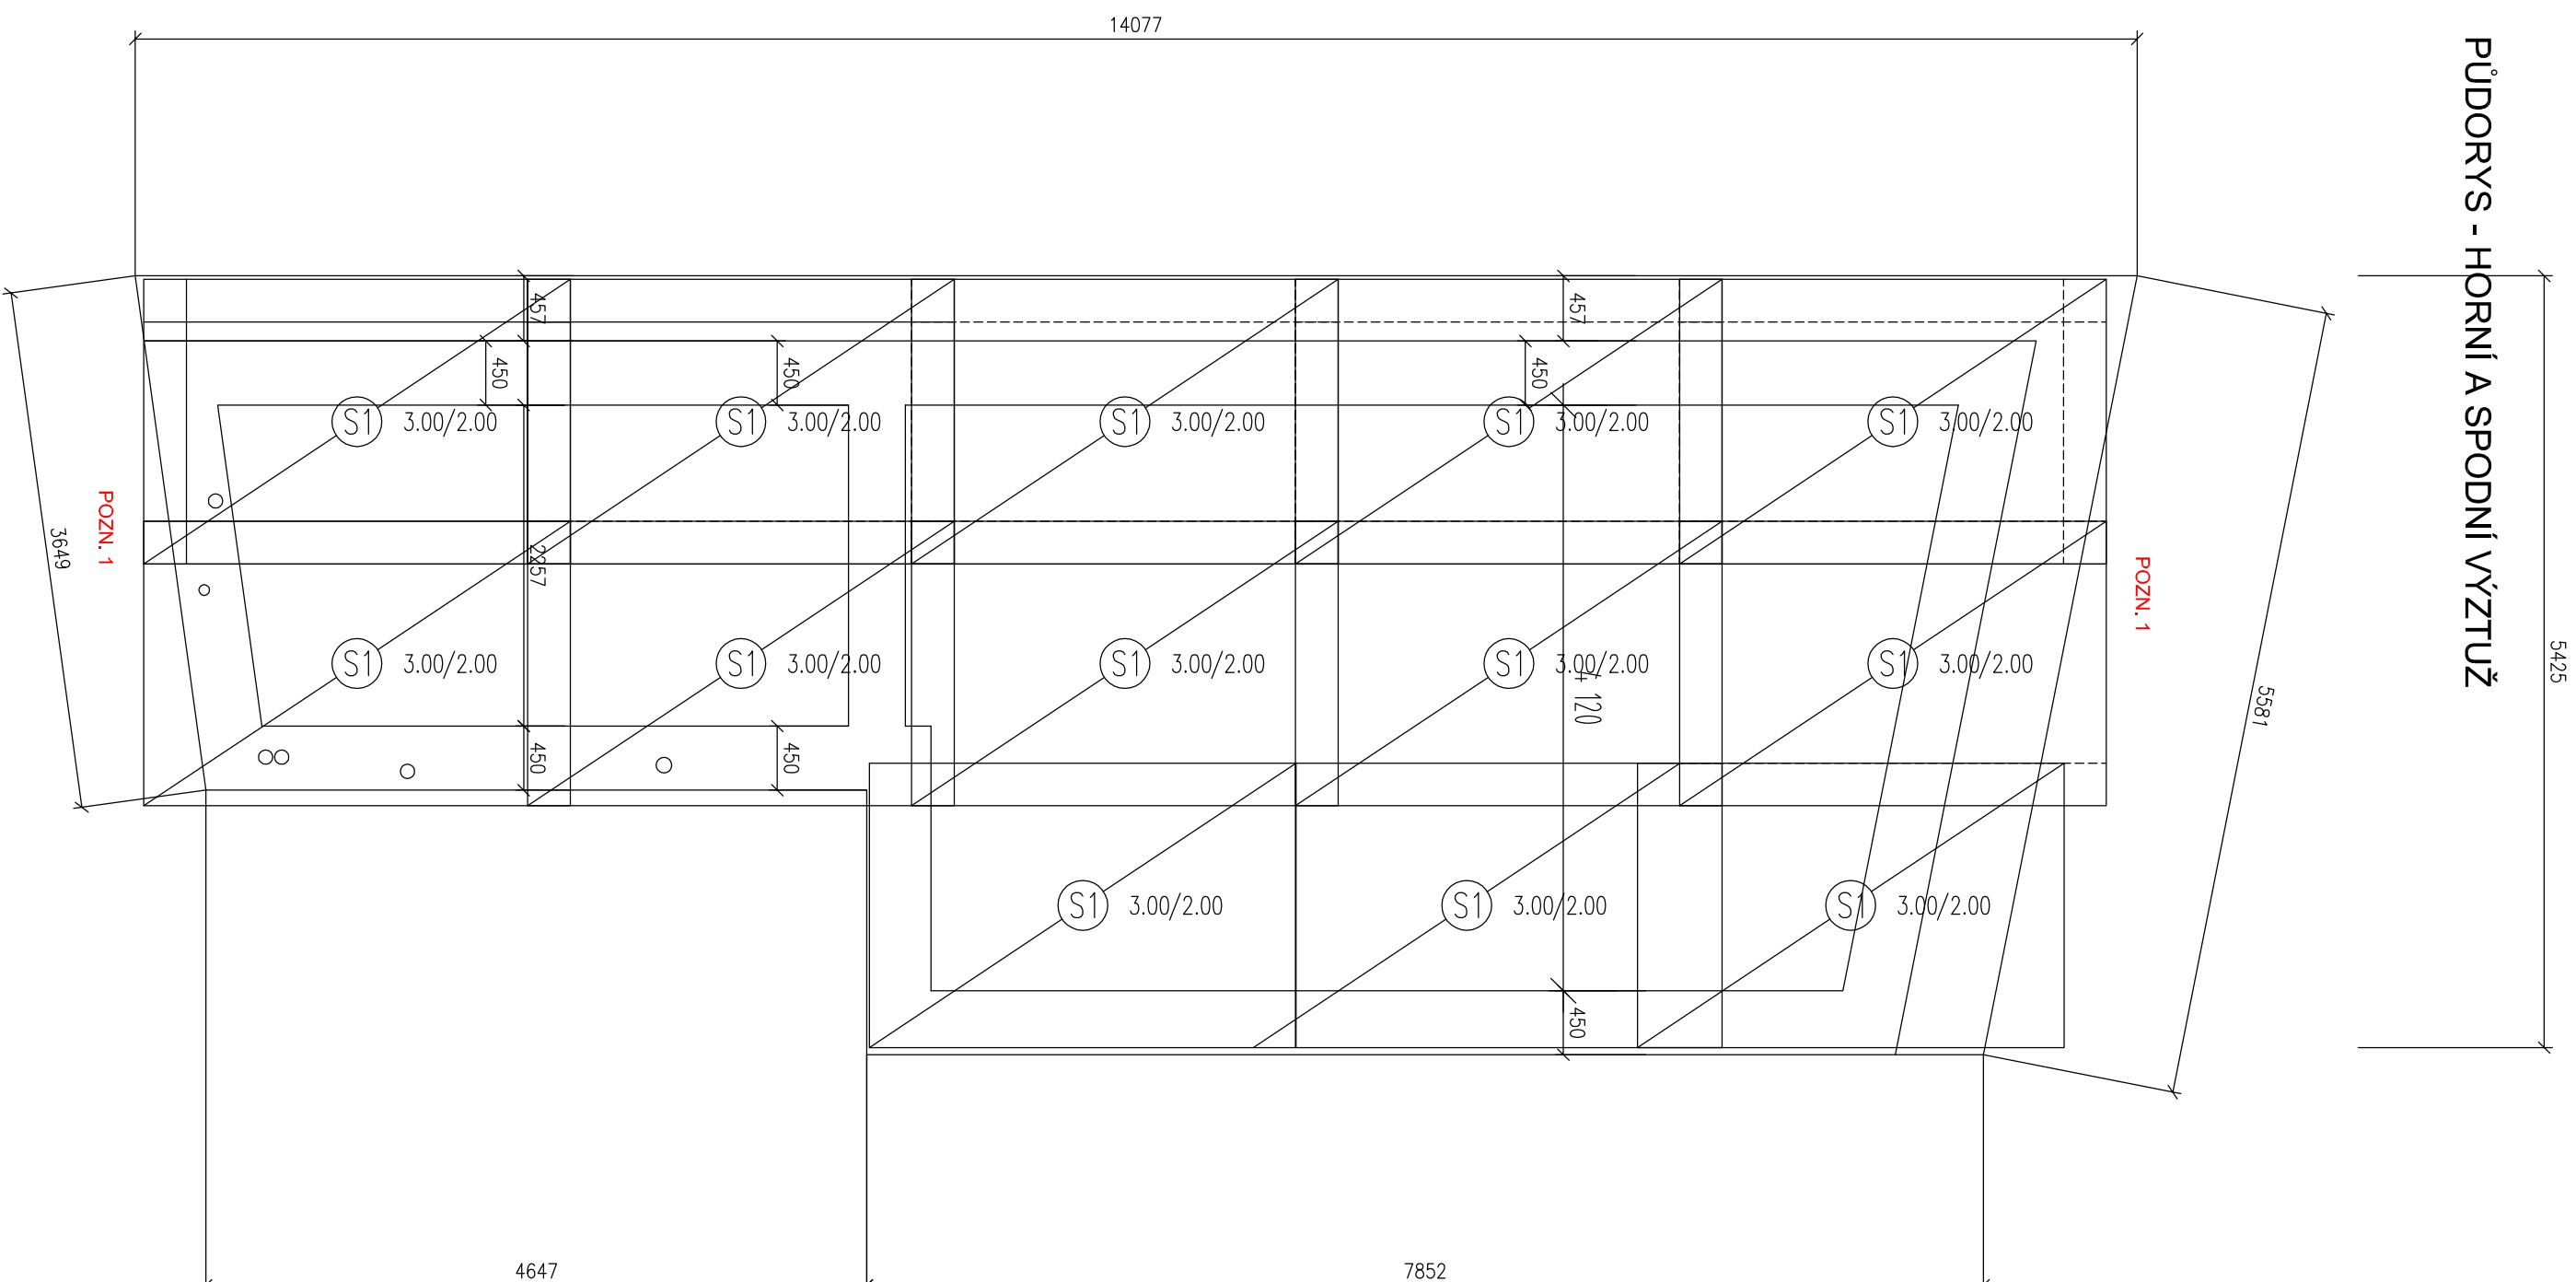 14077
PŮDORYS - HORNÍ A SPODNÍ VÝZTUŽ
5425
5581
3649
POZN. 1
POZN. 1
457
457
450
450
450
S1 3.00/2.00
S1 3.00/2.00
S1 3.00/2.00
S1 3.00/2.00
S1 3.00/2.00
2257
S1 3.00/2.00
S1 3.00/2.00
S1 3.00/2.00
S1 3.00/2.00
S1 3.00/2.00
4 120
450
450
S1 3.00/2.00
S1 3.00/2.00
S1 3.00/2.00
450
4647
7852